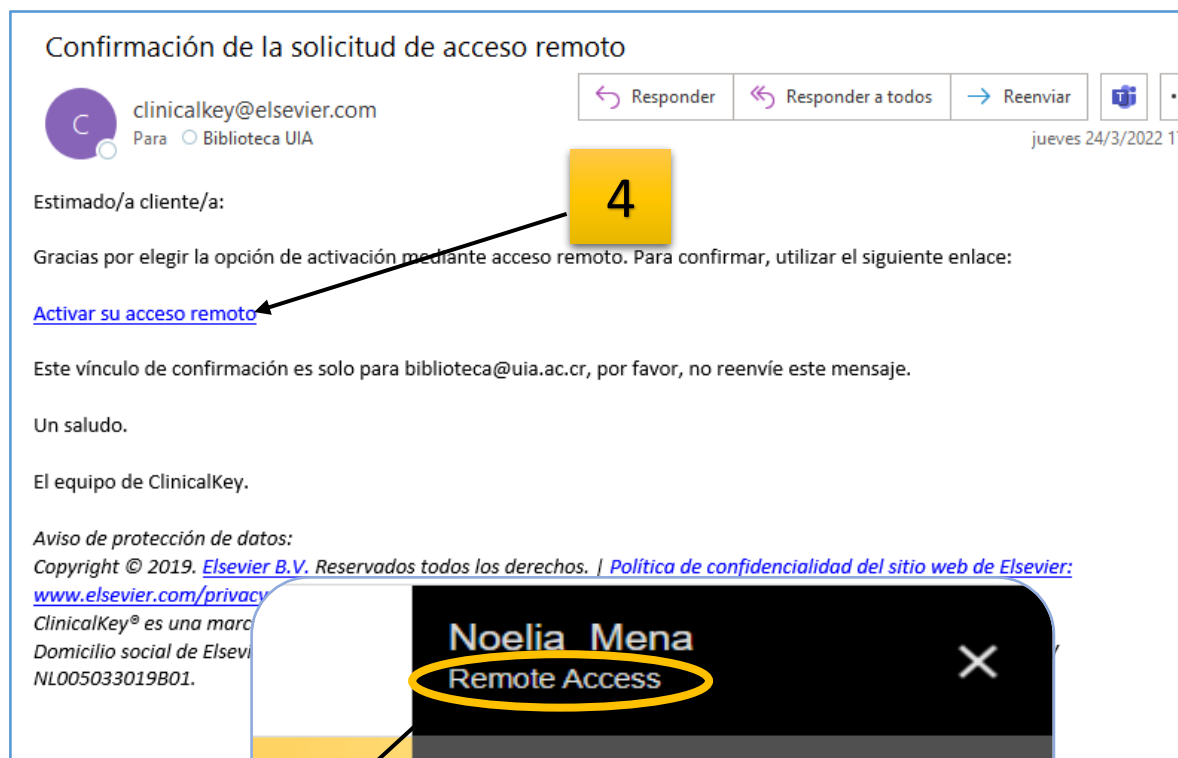 Confirmación de la solicitud de acceso remoto
C
clinicalkey@elsevier.com
Para Biblioteca UIA
Responder
Responder a todos
Reenviar
jueves 24/3/2022
Estimado/a cliente/a:
4
Gracias por elegir la opción de activación mediante acceso remoto. Para confirmar, utilizar el siguiente enlace:
Activar su acceso remoto
Este vínculo de confirmación es solo para biblioteca@uia.ac.cr, por favor, no reenvíe este mensaje.
Un saludo.
El equipo de ClinicalKey.
Aviso de protección de datos:
Copyright © 2019. Elsevier B.V. Reservados todos los derechos. | Política de confidencialidad del sitio web de Elsevier:
www.elsevier.com/privacy
ClinicalKey® es una marc
Domicilio social de Elsevi
NL005033019B01.
Noelia Mena
Remote Access